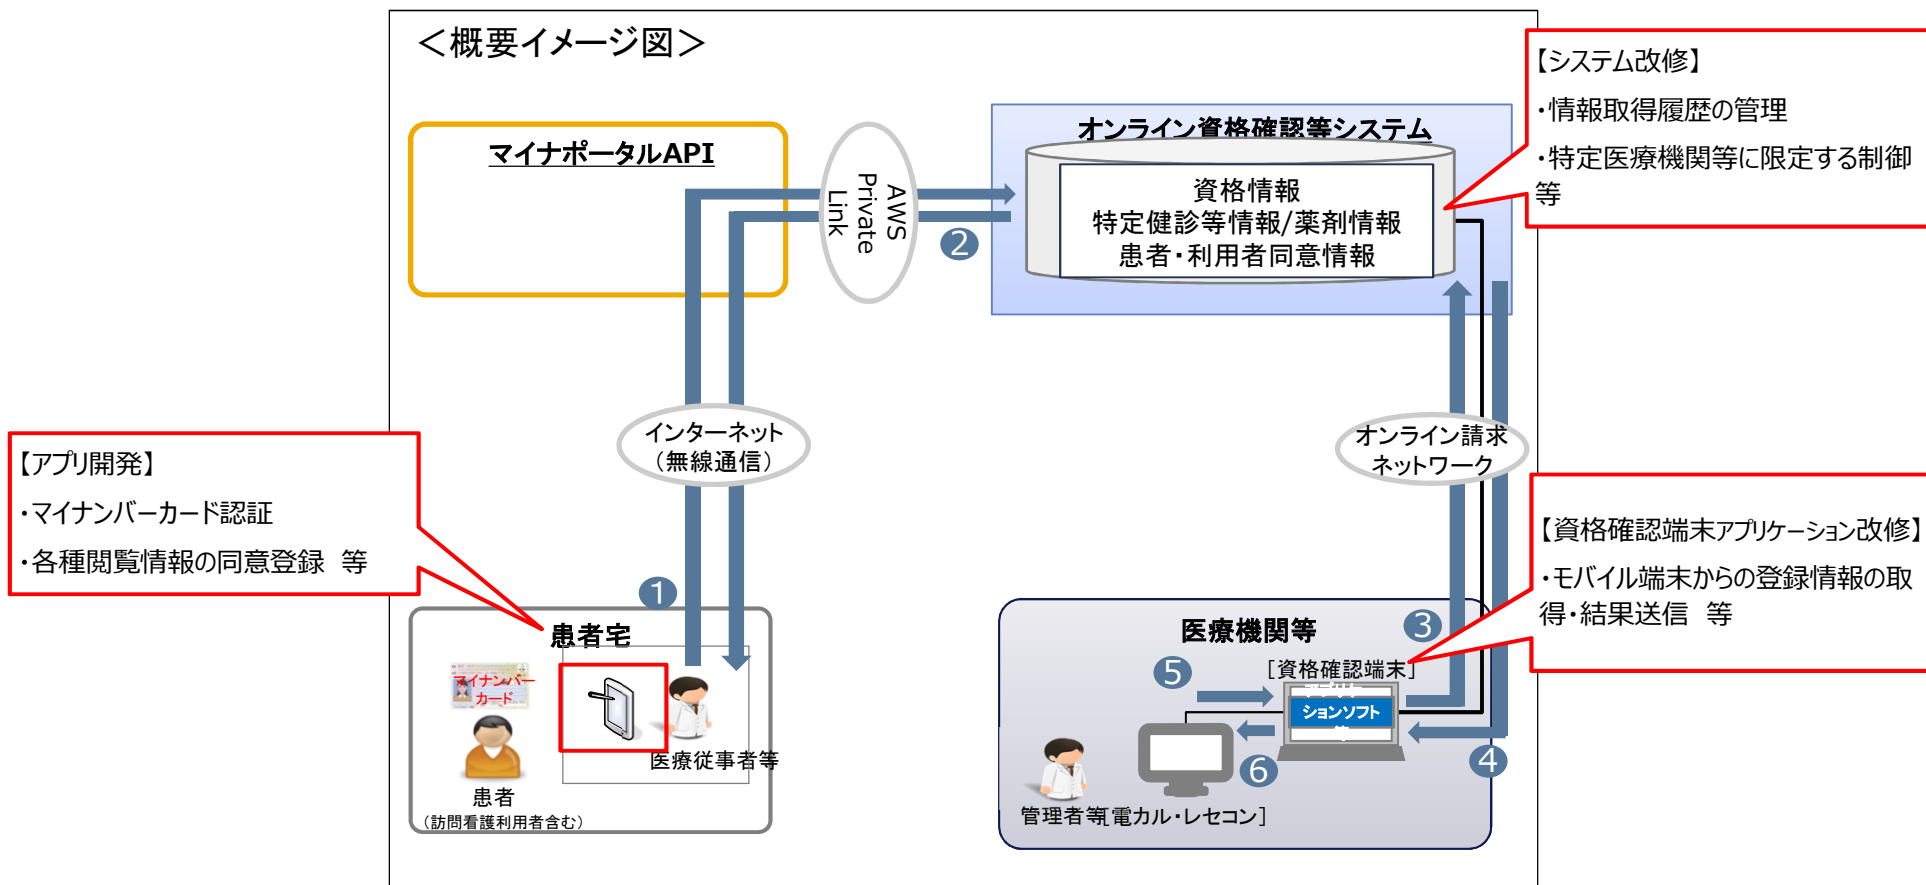 ＜概要イメージ図＞
【システム改修】
・情報取得履歴の管理
・特定医療機関等に限定する制御
等
マイナポータルAPI
AWS
Private
Link
オンライン資格確認等システム
資格情報
特定健診等情報/薬剤情報
患者・利用者同意情報
❷
インターネット
（無線通信）
オンライン請求
ネットワーク
【アプリ開発】
・マイナンバーカード認証
・各種閲覧情報の同意登録　等
【資格確認端末アプリケーション改修】
・モバイル端末からの登録情報の取
得・結果送信　等
❶
患者宅
マイナンバー
カード
医療従事者等
患者
（訪問看護利用者含む）
医療機関等
❸
❺
［資格確認端末］
ションソフト
❹
❻
管理者等
［電カル・レセコン］